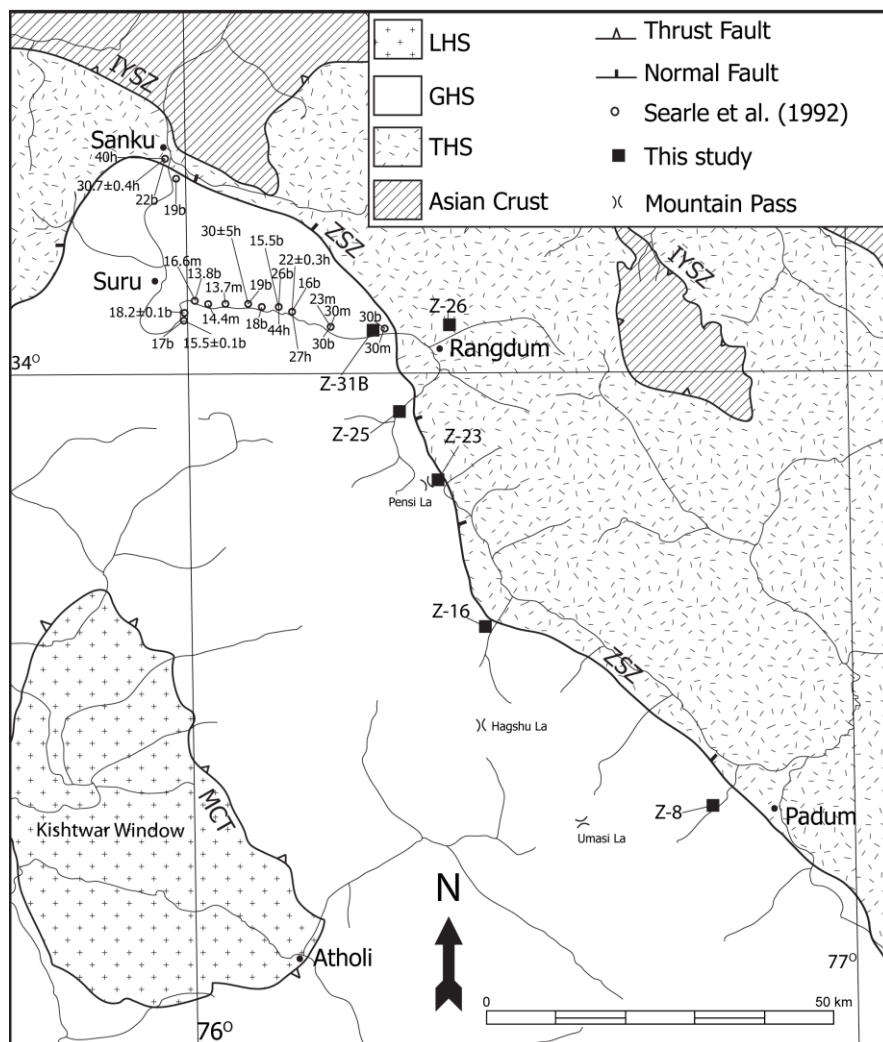 LHS
GHS
THS
Asian Crust
Thrust Fault
Normal Fault
Searle et al. (1992)
This study
Mountain Pass
IYSZ
Sanku
40h
30.7±0.4h
22b
19b
ZSZ
IYSZ
Suru
16.6m
13.8b
13.7m
30±5h
19b
15.5b
26b
22±0.3h
16b
23m
30m
30b
Z-26
18.2±0.1b
14.4m
18b
44h
17b
15.5±0.1b
27h
30b
30m
Rangdum
34O
Z-31B
Z-25
Z-23
Pensi La
Z-16
ZSZ
Hagshu La
MCT
Kishtwar Window
Z-8
Padum
Umasi La
N
Atholi
77O
0
50 km
76O